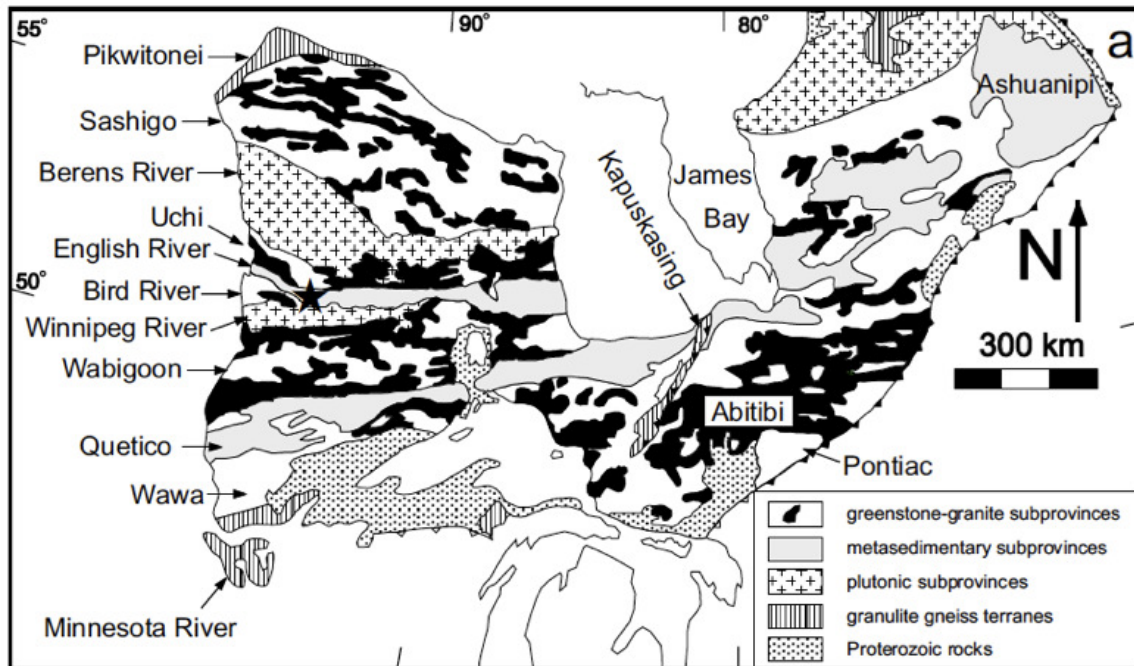 55°
90°
80°
a
Pikwitonei
Ashuanipi
Sashigo
Berens River
Kapuskasing
James
Bay
Uchi
English River
N
50°
Bird River
Winnipeg River
300 km
Wabigoon
Abitibi
Quetico
Pontiac
Wawa
greenstone-granite subprovinces
metasedimentary subprovinces
plutonic subprovinces
granulite gneiss terranes
Proterozoic rocks
Minnesota River